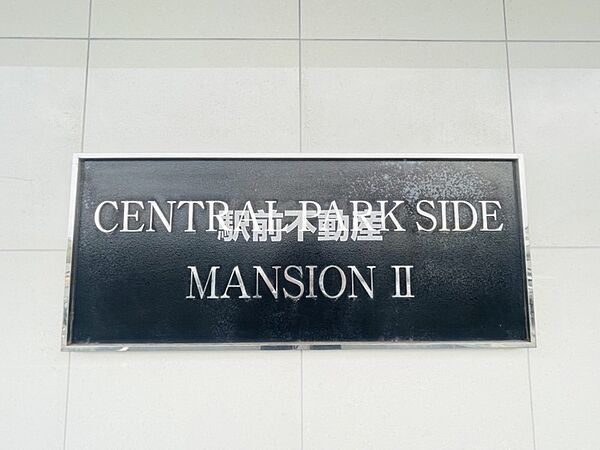 CENTRAL PARK SIDE
駅前不動産
MANSION II